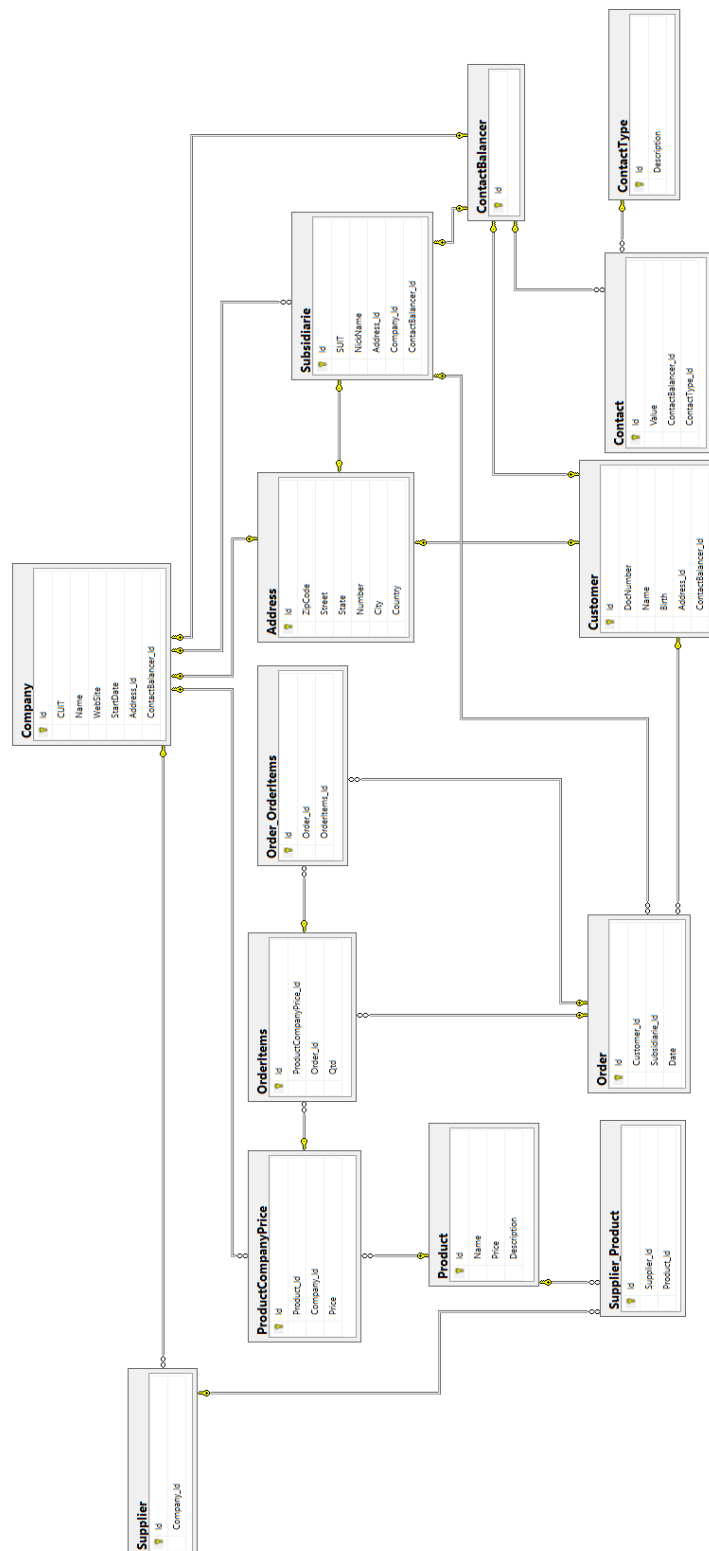 Company
Id
CUIT
Name
WebSite
StartDate
Address_Id
ContactBalancer_Id
Supplier
Id
Company_Id
ProductCompanyPrice
Id
Product_Id
Company_Id
Price
OrderItems
Id
ProductCompanyPrice_Id
Order_Id
Qtd
Order_OrderItems
Id
Order_Id
OrderItems_Id
Address
Id
ZipCode
Street
State
Number
City
Country
Subsidiarie
Id
SUIT
NickName
Address_Id
Company_Id
ContactBalancer_Id
ContactBalancer
Id
Product
Id
Name
Price
Description
Supplier_Product
Id
Supplier_Id
Product_Id
Order
Id
Customer_Id
Subsidiarie_Id
Date
Customer
Id
DocNumber
Name
Birth
Address_Id
ContactBalancer_Id
Contact
Id
Value
ContactBalancer_Id
ContactType_Id
ContactType
Id
Description